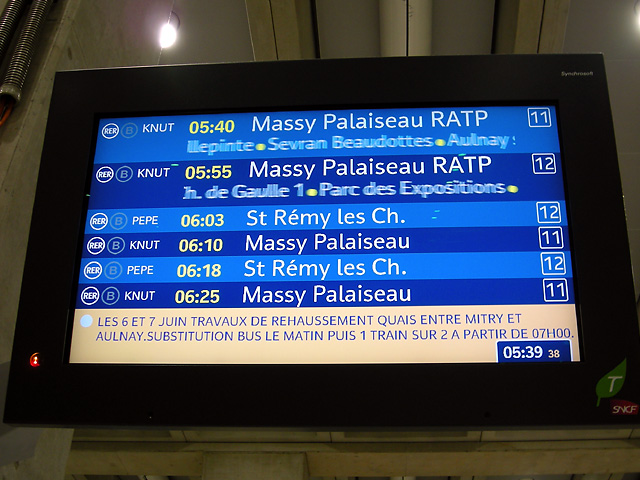 Synchrosoft
RER B KNUT 05:40 Massy Palaiseau RATP 11
llepinte • Sevran Beaudottes • Aulnay
RER B KNUT 05:55 Massy Palaiseau RATP 12
h. de Gaulle 1 • Parc des Expositions •
RER B PEPE 06:03 St Rémy les Ch. 12
RER B KNUT 06:10 Massy Palaiseau 11
RER B PEPE 06:18 St Rémy les Ch. 12
RER B KNUT 06:25 Massy Palaiseau 11
LES 6 ET 7 JUIN TRAVAUX DE REHAUSSEMENT QUAIS ENTRE MITRY ET
AULNAY.SUBSTITUTION BUS LE MATIN PUIS 1 TRAIN SUR 2 A PARTIR DE 07H00.
05:39 38
T
SNCF